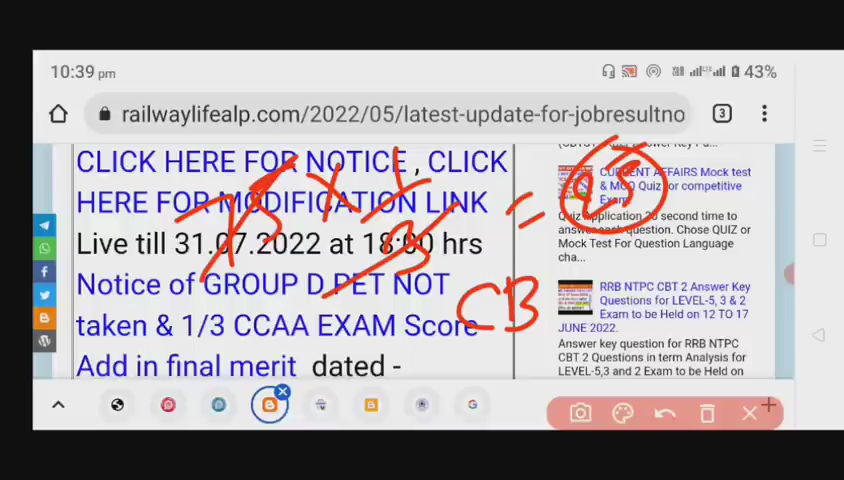 10:39 pm
43%
railwaylifealp.com/2022/05/latest-update-for-jobresultno
3
CLICK HERE FOR NOTICE , CLICK
HERE FOR MODIFICATION LINK
Live till 31.07.2022 at 18:00 hrs
Notice of GROUP D PET NOT
taken & 1/3 CCAA EXAM Score
Add in final merit dated -
75 × 1/3 = 25
CB
CURRENT AFFAIRS Mock test
& MCQ Quiz for competitive
Exam
Quiz Application 20 second time to
answer each question. Chose QUIZ or
Mock Test For Question Language
cha...
RRB NTPC CBT 2 Answer Key
Questions for LEVEL-5, 3 & 2
Exam to be Held on 12 TO 17
JUNE 2022.
Answer key question for RRB NTPC
CBT 2 Questions in term Analysis for
LEVEL-5,3 and 2 Exam to be Held on